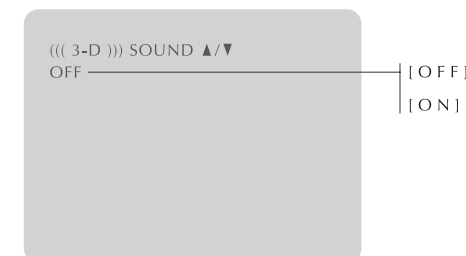 ((( 3-D ))) SOUND ▲/▼
OFF
[OFF]
[ON]